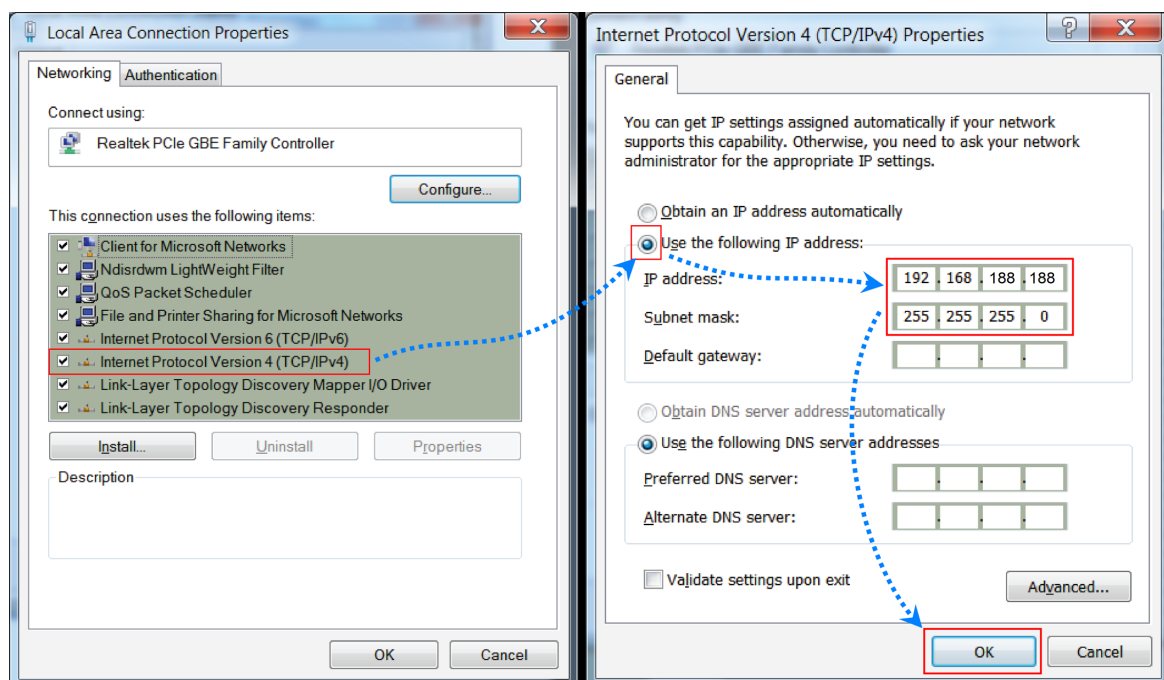 Local Area Connection Properties
Networking
Authentication
Connect using:
Realtek PCIe GBE Family Controller
Configure...
This connection uses the following items:
Client for Microsoft Networks
Ndisrdwm LightWeight Filter
QoS Packet Scheduler
File and Printer Sharing for Microsoft Networks
Internet Protocol Version 6 (TCP/IPv6)
Internet Protocol Version 4 (TCP/IPv4)
Link-Layer Topology Discovery Mapper I/O Driver
Link-Layer Topology Discovery Responder
Install... Uninstall Properties
Description
OK Cancel
Internet Protocol Version 4 (TCP/IPv4) Properties
General
You can get IP settings assigned automatically if your network
supports this capability. Otherwise, you need to ask your network
administrator for the appropriate IP settings.
Obtain an IP address automatically
Use the following IP address:
IP address: 192 . 168 . 188 . 188
Subnet mask: 255 . 255 . 255 . 0
Default gateway: . . .
Obtain DNS server address automatically
Use the following DNS server addresses
Preferred DNS server: . . .
Alternate DNS server: . . .
Validate settings upon exit
Advanced...
OK Cancel